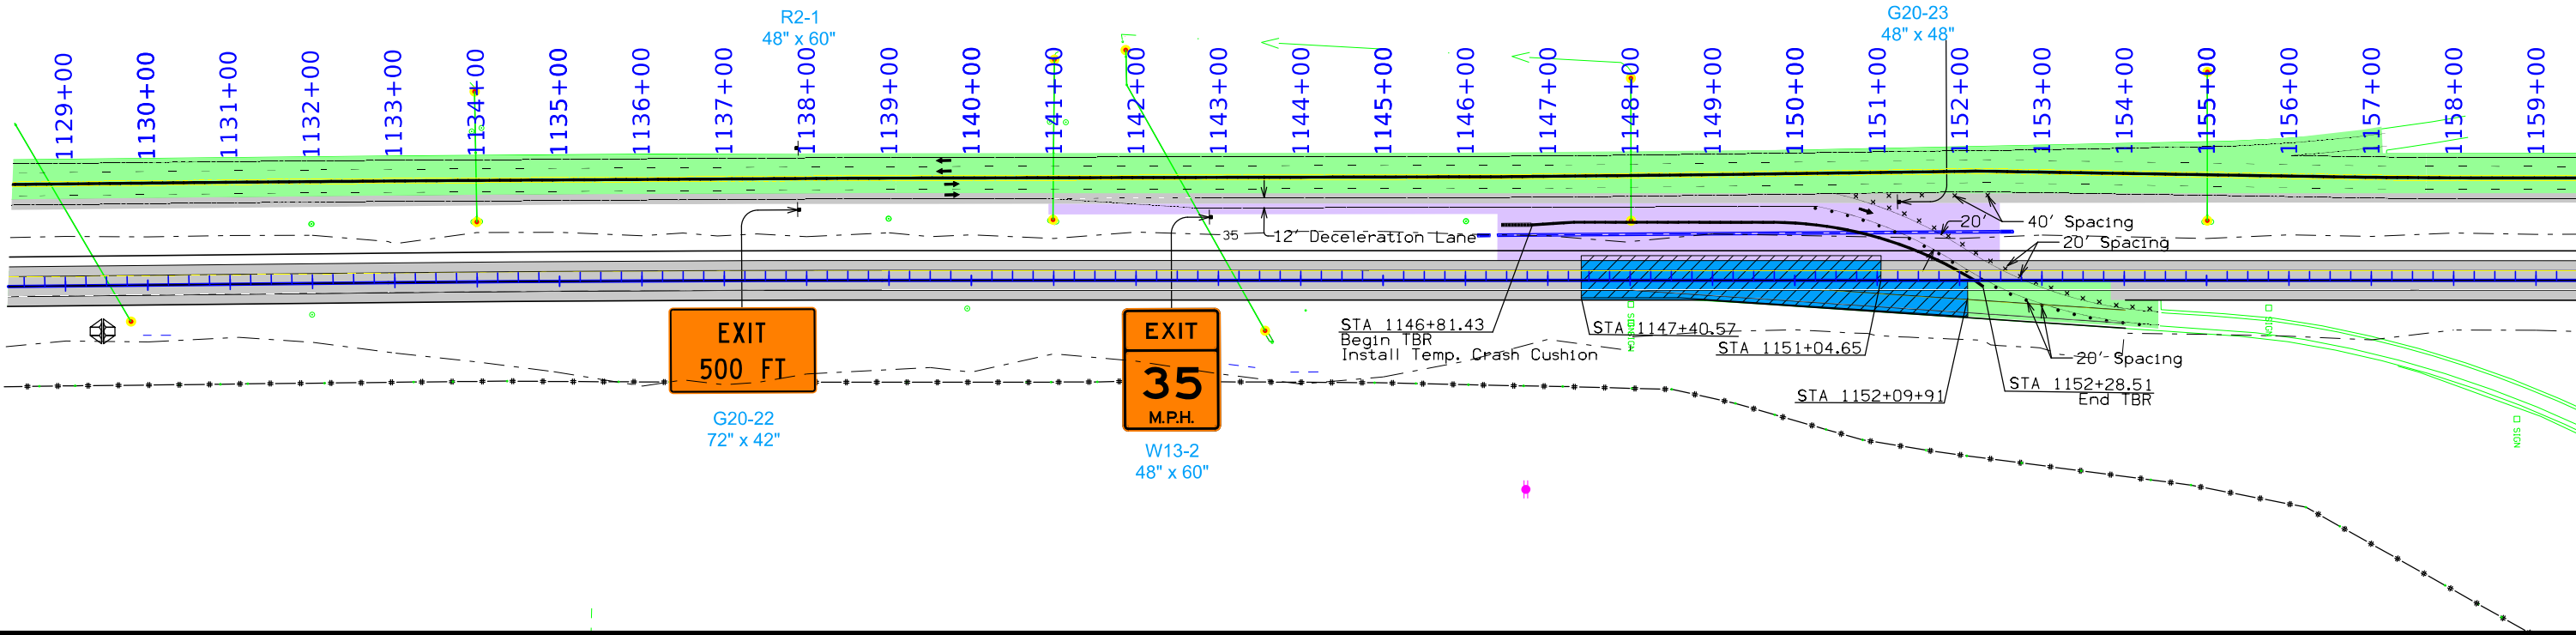 R2-1
48" x 60"
G20-23
48" x 48"
1129+00
1130+00
1131+00
1132+00
1133+00
1134+00
1135+00
1136+00
1137+00
1138+00
1139+00
1140+00
1141+00
1142+00
1143+00
1144+00
1145+00
1146+00
1147+00
1148+00
1149+00
1150+00
1151+00
1152+00
1153+00
1154+00
1155+00
1156+00
1157+00
1158+00
1159+00
35
12' Deceleration Lane
20'
40' Spacing
20' Spacing
EXIT
500 FT
G20-22
72" x 42"
EXIT
35
M.P.H.
W13-2
48" x 60"
STA 1146+81.43
Begin TBR
Install Temp. Crash Cushion
STA 1147+40.57
STA 1151+04.65
STA 1152+09+91
20' Spacing
STA 1152+28.51
End TBR
SIGN
SIGN